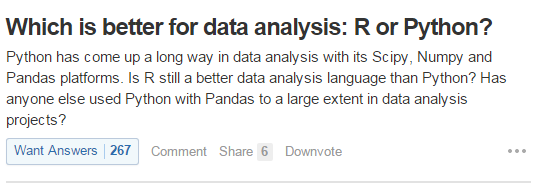 Which is better for data analysis: R or Python?
Python has come up a long way in data analysis with its Scipy, Numpy and
Pandas platforms. Is R still a better data analysis language than Python? Has
anyone else used Python with Pandas to a large extent in data analysis
projects?
Want Answers 267 Comment Share 6 Downvote